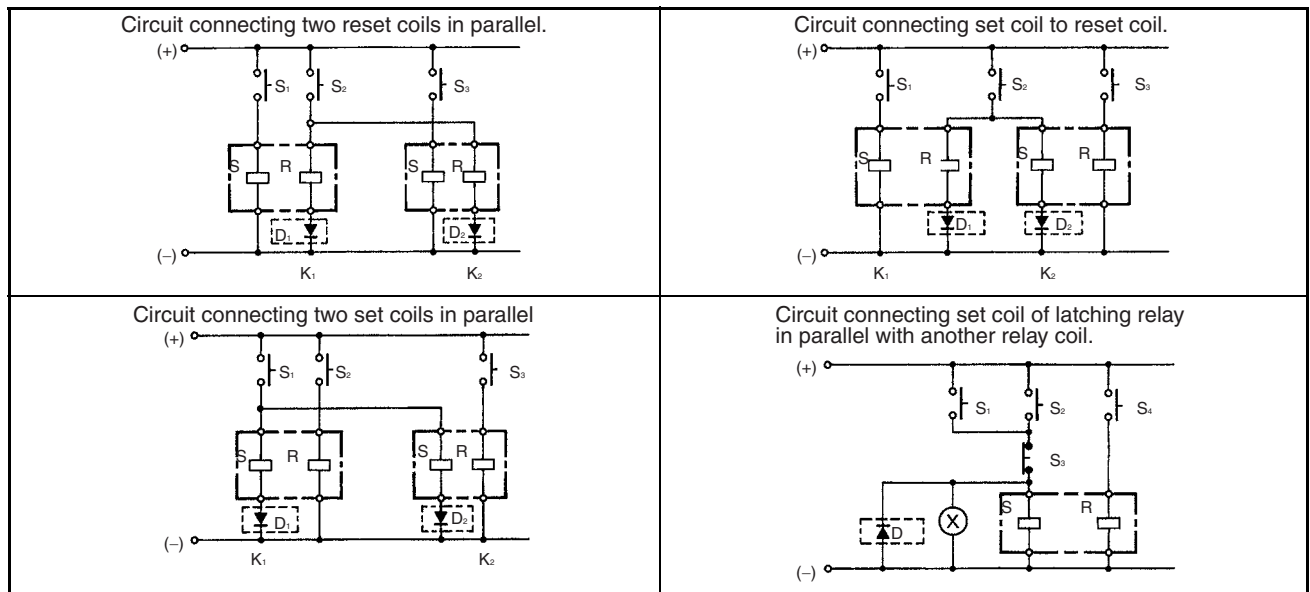 Circuit connecting two reset coils in parallel.
(+)
S₁ S₂ S₃
S R S R
D₁ D₂
(−)
K₁ K₂
Circuit connecting set coil to reset coil.
(+)
S₁ S₂ S₃
S R S R
D₁ D₂
(−)
K₁ K₂
Circuit connecting two set coils in parallel
(+)
S₁ S₂ S₃
S R S R
D₁ D₂
(−)
K₁ K₂
Circuit connecting set coil of latching relay
in parallel with another relay coil.
(+)
S₁ S₂ S₄
S₃
S R
D X
(−)